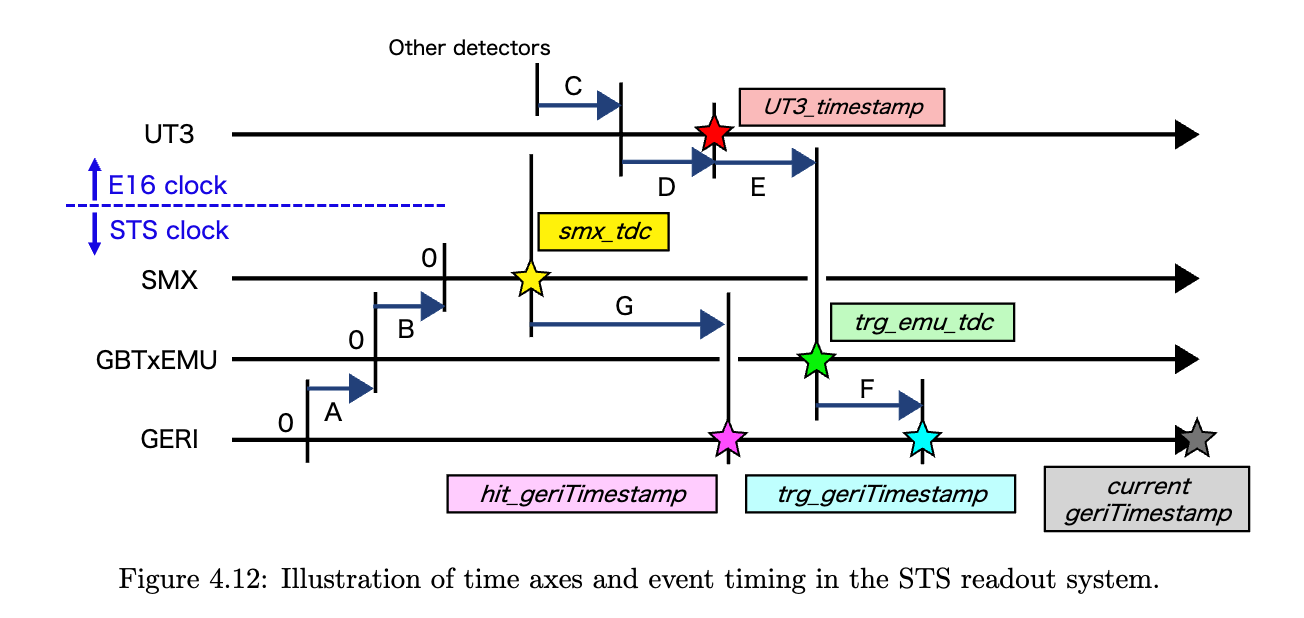 Other detectors
C
UT3_timestamp
UT3
D
E
E16 clock
STS clock
smx_tdc
0
SMX
G
B
trg_emu_tdc
0
GBTxEMU
F
A
0
GERI
hit_geriTimestamp
trg_geriTimestamp
current
geriTimestamp
Figure 4.12: Illustration of time axes and event timing in the STS readout system.